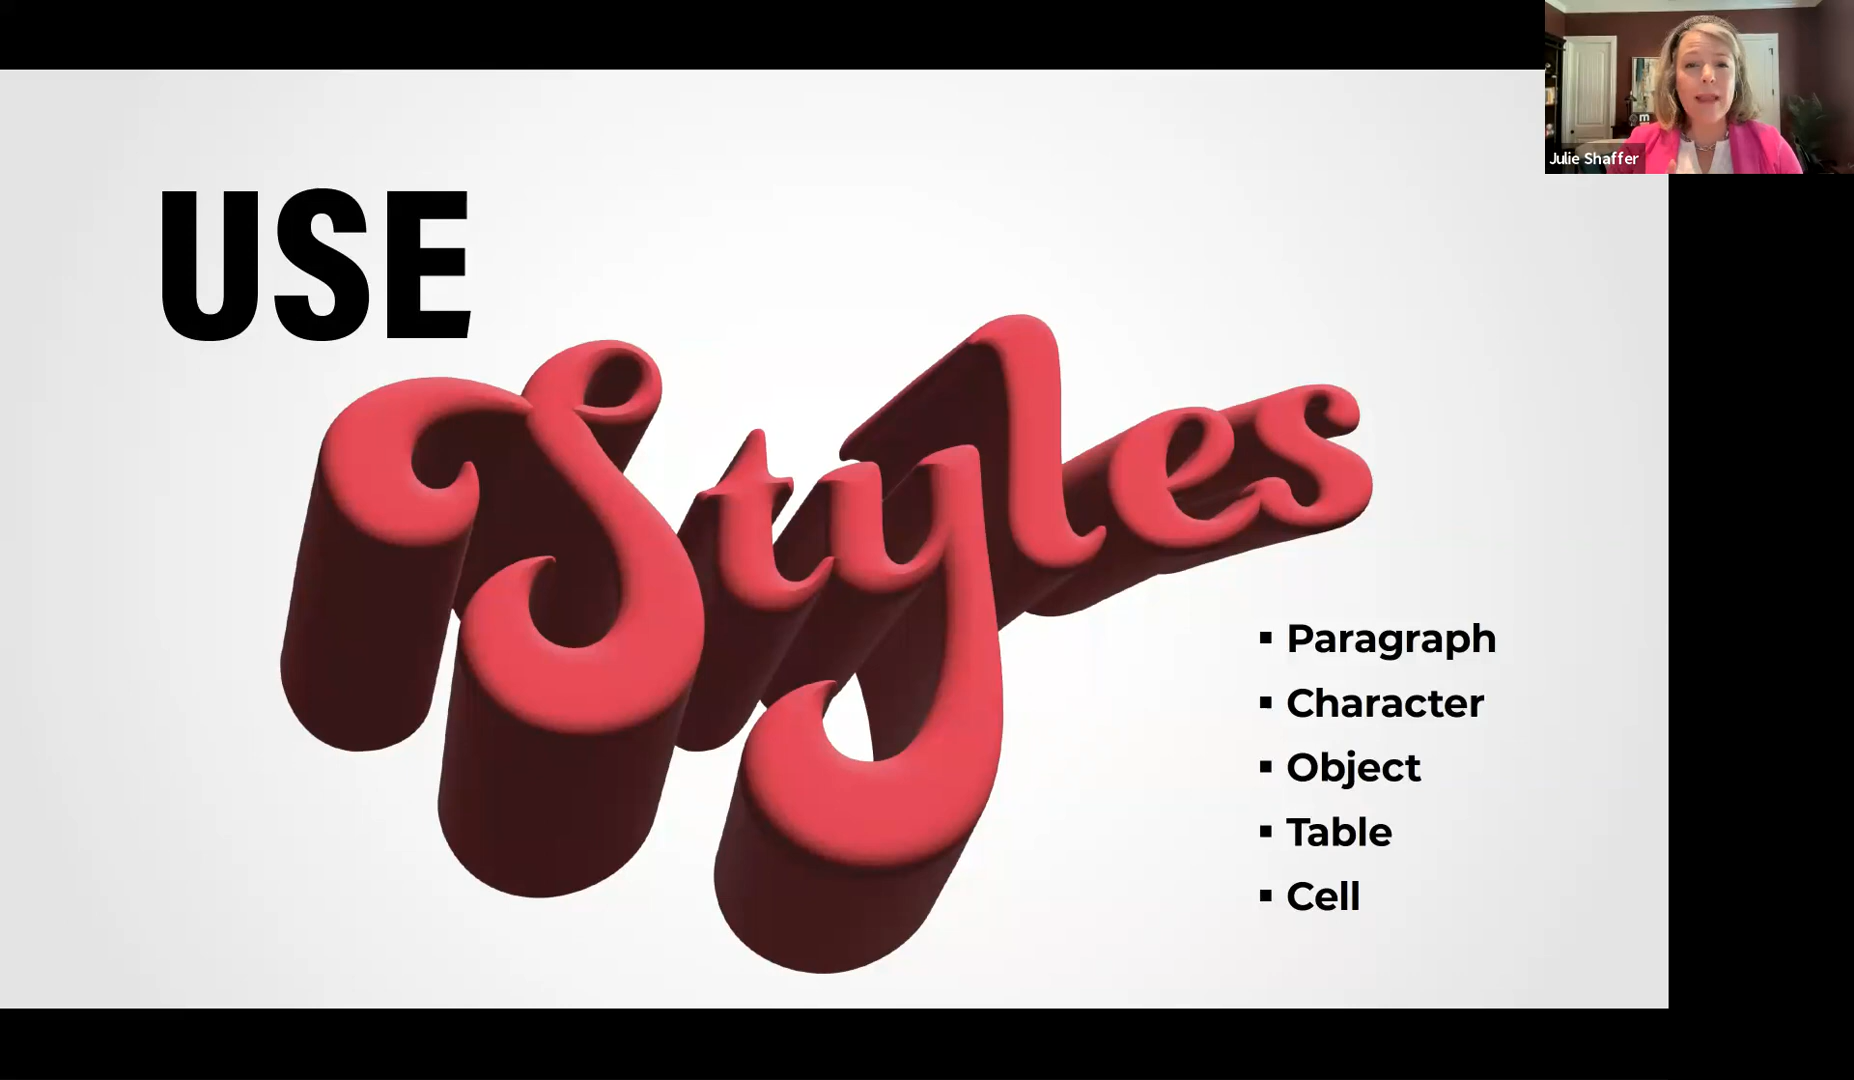 Julie Shaffer
USE
Styles
▪ Paragraph
▪ Character
▪ Object
▪ Table
▪ Cell